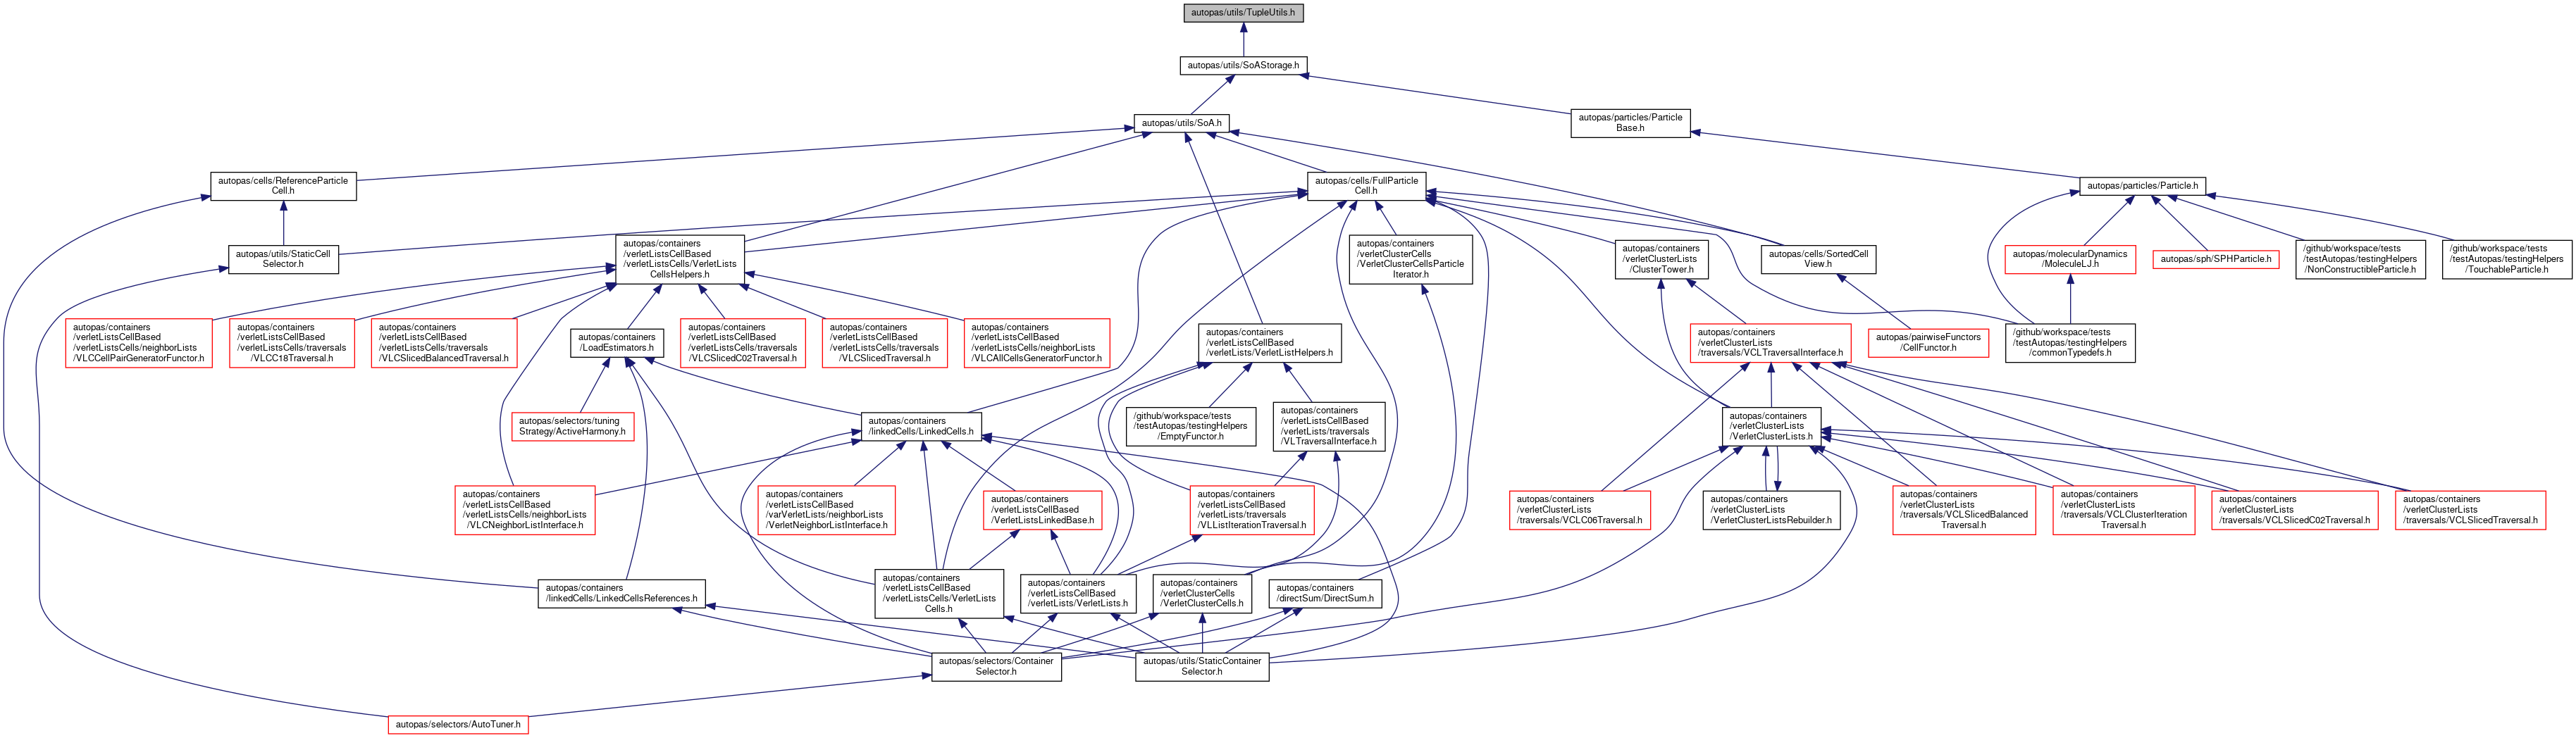 autopas/utils/TupleUtils.h
autopas/utils/SoAStorage.h
autopas/utils/SoA.h
autopas/particles/Particle
Base.h
autopas/cells/ReferenceParticle
Cell.h
autopas/cells/FullParticle
Cell.h
autopas/particles/Particle.h
autopas/utils/StaticCell
Selector.h
autopas/containers
/verletListsCellBased
/verletListsCells/VerletLists
CellsHelpers.h
autopas/containers
/verletClusterCells
/VerletClusterCellsParticle
Iterator.h
autopas/containers
/verletClusterLists
/ClusterTower.h
autopas/cells/SortedCell
View.h
autopas/molecularDynamics
/MoleculeLJ.h
autopas/sph/SPHParticle.h
/github/workspace/tests
/testAutopas/testingHelpers
/NonConstructibleParticle.h
/github/workspace/tests
/testAutopas/testingHelpers
/TouchableParticle.h
autopas/containers
/verletListsCellBased
/verletListsCells/neighborLists
/VLCCellPairGeneratorFunctor.h
autopas/containers
/verletListsCellBased
/verletListsCells/traversals
/VLCC18Traversal.h
autopas/containers
/verletListsCellBased
/verletListsCells/traversals
/VLCSlicedBalancedTraversal.h
autopas/containers
/LoadEstimators.h
autopas/containers
/verletListsCellBased
/verletListsCells/traversals
/VLCSlicedC02Traversal.h
autopas/containers
/verletListsCellBased
/verletListsCells/traversals
/VLCSlicedTraversal.h
autopas/containers
/verletListsCellBased
/verletListsCells/neighborLists
/VLCAllCellsGeneratorFunctor.h
autopas/containers
/verletListsCellBased
/verletLists/VerletListHelpers.h
autopas/containers
/verletClusterLists
/traversals/VCLTraversalInterface.h
autopas/pairwiseFunctors
/CellFunctor.h
/github/workspace/tests
/testAutopas/testingHelpers
/commonTypedefs.h
autopas/selectors/tuning
Strategy/ActiveHarmony.h
autopas/containers
/linkedCells/LinkedCells.h
/github/workspace/tests
/testAutopas/testingHelpers
/EmptyFunctor.h
autopas/containers
/verletListsCellBased
/verletLists/traversals
/VLTraversalInterface.h
autopas/containers
/verletClusterLists
/VerletClusterLists.h
autopas/containers
/verletListsCellBased
/verletListsCells/neighborLists
/VLCNeighborListInterface.h
autopas/containers
/verletListsCellBased
/varVerletLists/neighborLists
/VerletNeighborListInterface.h
autopas/containers
/verletListsCellBased
/VerletListsLinkedBase.h
autopas/containers
/verletListsCellBased
/verletLists/traversals
/VLListIterationTraversal.h
autopas/containers
/verletClusterLists
/traversals/VCLC06Traversal.h
autopas/containers
/verletClusterLists
/VerletClusterListsRebuilder.h
autopas/containers
/verletClusterLists
/traversals/VCLSlicedBalanced
Traversal.h
autopas/containers
/verletClusterLists
/traversals/VCLClusterIteration
Traversal.h
autopas/containers
/verletClusterLists
/traversals/VCLSlicedC02Traversal.h
autopas/containers
/verletClusterLists
/traversals/VCLSlicedTraversal.h
autopas/containers
/linkedCells/LinkedCellsReferences.h
autopas/containers
/verletListsCellBased
/verletListsCells/VerletLists
Cells.h
autopas/containers
/verletListsCellBased
/verletLists/VerletLists.h
autopas/containers
/verletClusterCells
/VerletClusterCells.h
autopas/containers
/directSum/DirectSum.h
autopas/selectors/Container
Selector.h
autopas/utils/StaticContainer
Selector.h
autopas/selectors/AutoTuner.h